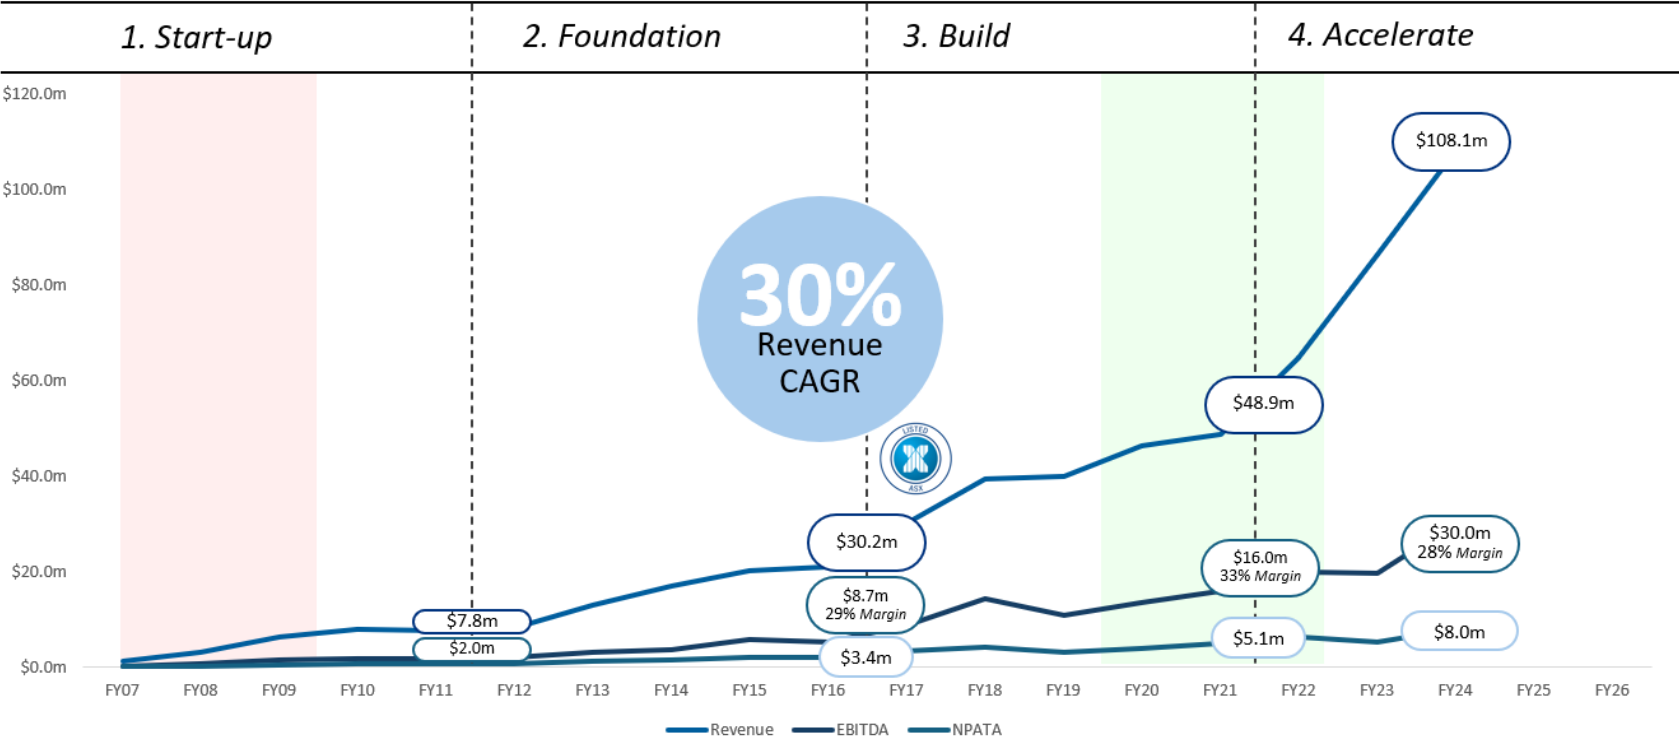 1. Start-up
2. Foundation
3. Build
4. Accelerate
$120.0m
$100.0m
$80.0m
$60.0m
$40.0m
$20.0m
$0.0m
30%
Revenue
CAGR
LISTED
ASX
$108.1m
$48.9m
$30.2m
$7.8m
$30.0m
28% Margin
$16.0m
33% Margin
$8.7m
29% Margin
$2.0m
$8.0m
$5.1m
$3.4m
FY07 FY08 FY09 FY10 FY11 FY12 FY13 FY14 FY15 FY16 FY17 FY18 FY19 FY20 FY21 FY22 FY23 FY24 FY25 FY26
Revenue EBITDA NPATA